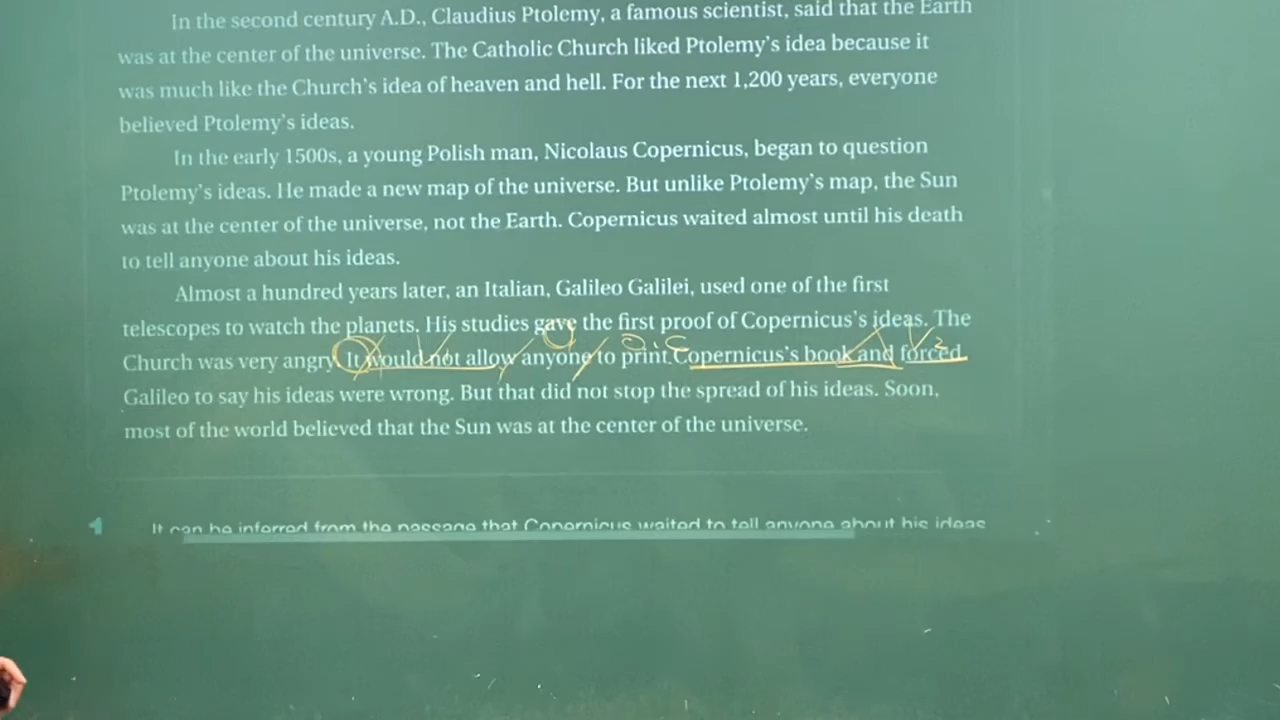 In the second century A.D., Claudius Ptolemy, a famous scientist, said that the Earth
was at the center of the universe. The Catholic Church liked Ptolemy's idea because it
was much like the Church's idea of heaven and hell. For the next 1,200 years, everyone
believed Ptolemy's ideas.
In the early 1500s, a young Polish man, Nicolaus Copernicus, began to question
Ptolemy's ideas. He made a new map of the universe. But unlike Ptolemy's map, the Sun
was at the center of the universe, not the Earth. Copernicus waited almost until his death
to tell anyone about his ideas.
Almost a hundred years later, an Italian, Galileo Galilei, used one of the first
telescopes to watch the planets. His studies gave the first proof of Copernicus's ideas. The
Church was very angry. It would not allow anyone to print Copernicus's book and forced
Galileo to say his ideas were wrong. But that did not stop the spread of his ideas. Soon,
most of the world believed that the Sun was at the center of the universe.
1 It can be inferred from the passage that Copernicus waited to tell anyone about his ideas